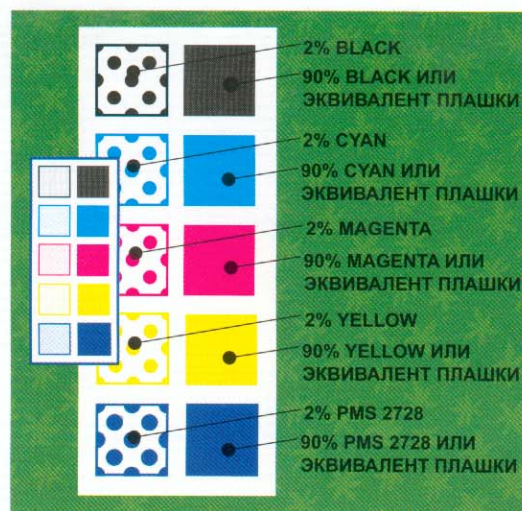 2% BLACK
90% BLACK ИЛИ
ЭКВИВАЛЕНТ ПЛАШКИ
2% CYAN
90% CYAN ИЛИ
ЭКВИВАЛЕНТ ПЛАШКИ
2% MAGENTA
90% MAGENTA ИЛИ
ЭКВИВАЛЕНТ ПЛАШКИ
2% YELLOW
90% YELLOW ИЛИ
ЭКВИВАЛЕНТ ПЛАШКИ
2% PMS 2728
90% PMS 2728 ИЛИ
ЭКВИВАЛЕНТ ПЛАШКИ